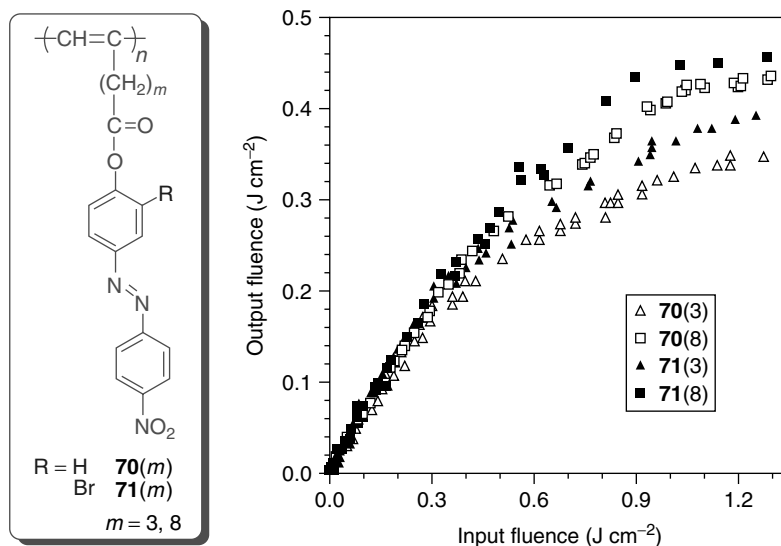 (CH=C)n
(CH2)m
C=O
O
R
N
N
NO2
R = H 70(m)
Br 71(m)
m = 3, 8
Output fluence (J cm−2)
0.5
0.4
0.3
0.2
0.1
0.0
0.0 0.3 0.6 0.9 1.2
Input fluence (J cm−2)
70(3)
70(8)
71(3)
71(8)